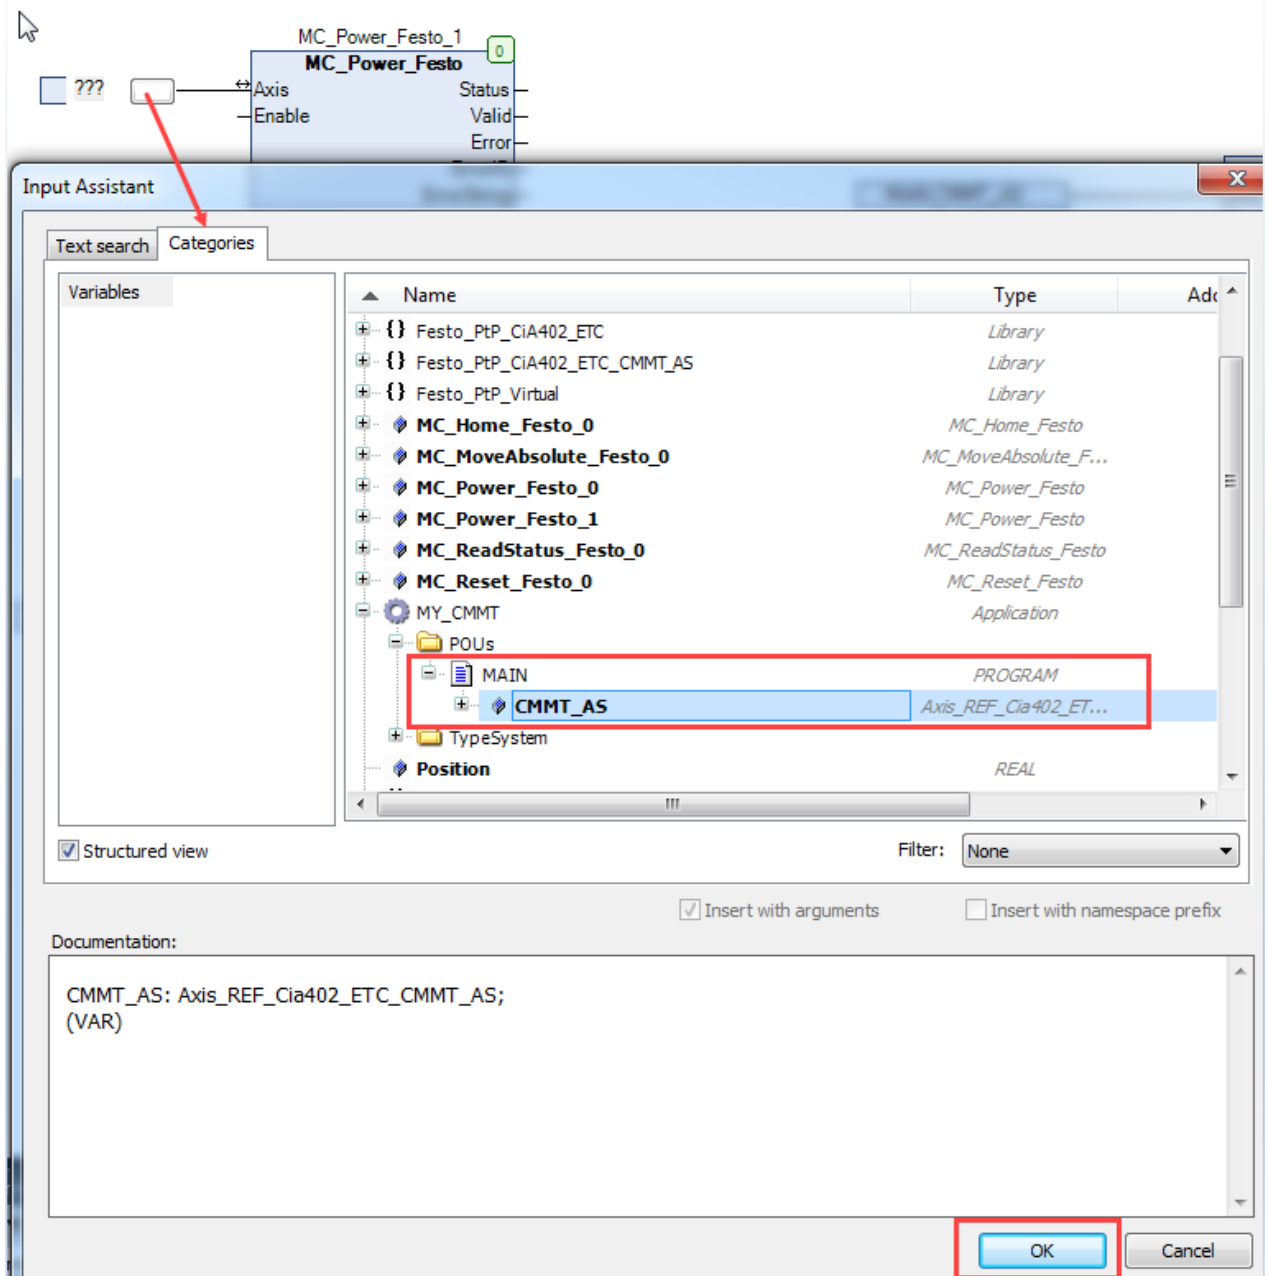 MC_Power_Festo_1
0
MC_Power_Festo
??? Axis Status
Enable Valid
Error
Input Assistant
Text search Categories
Variables
Name Type
Festo_PtP_CiA402_ETC Library
Festo_PtP_CiA402_ETC_CMMT_AS Library
Festo_PtP_Virtual Library
MC_Home_Festo_0 MC_Home_Festo
MC_MoveAbsolute_Festo_0 MC_MoveAbsolute_F...
MC_Power_Festo_0 MC_Power_Festo
MC_Power_Festo_1 MC_Power_Festo
MC_ReadStatus_Festo_0 MC_ReadStatus_Festo
MC_Reset_Festo_0 MC_Reset_Festo
MY_CMMT Application
POUs
MAIN PROGRAM
CMMT_AS Axis_REF_Cia402_ET...
TypeSystem
Position REAL
Structured view Filter: None
Insert with arguments Insert with namespace prefix
Documentation:
CMMT_AS: Axis_REF_Cia402_ETC_CMMT_AS;
(VAR)
OK Cancel